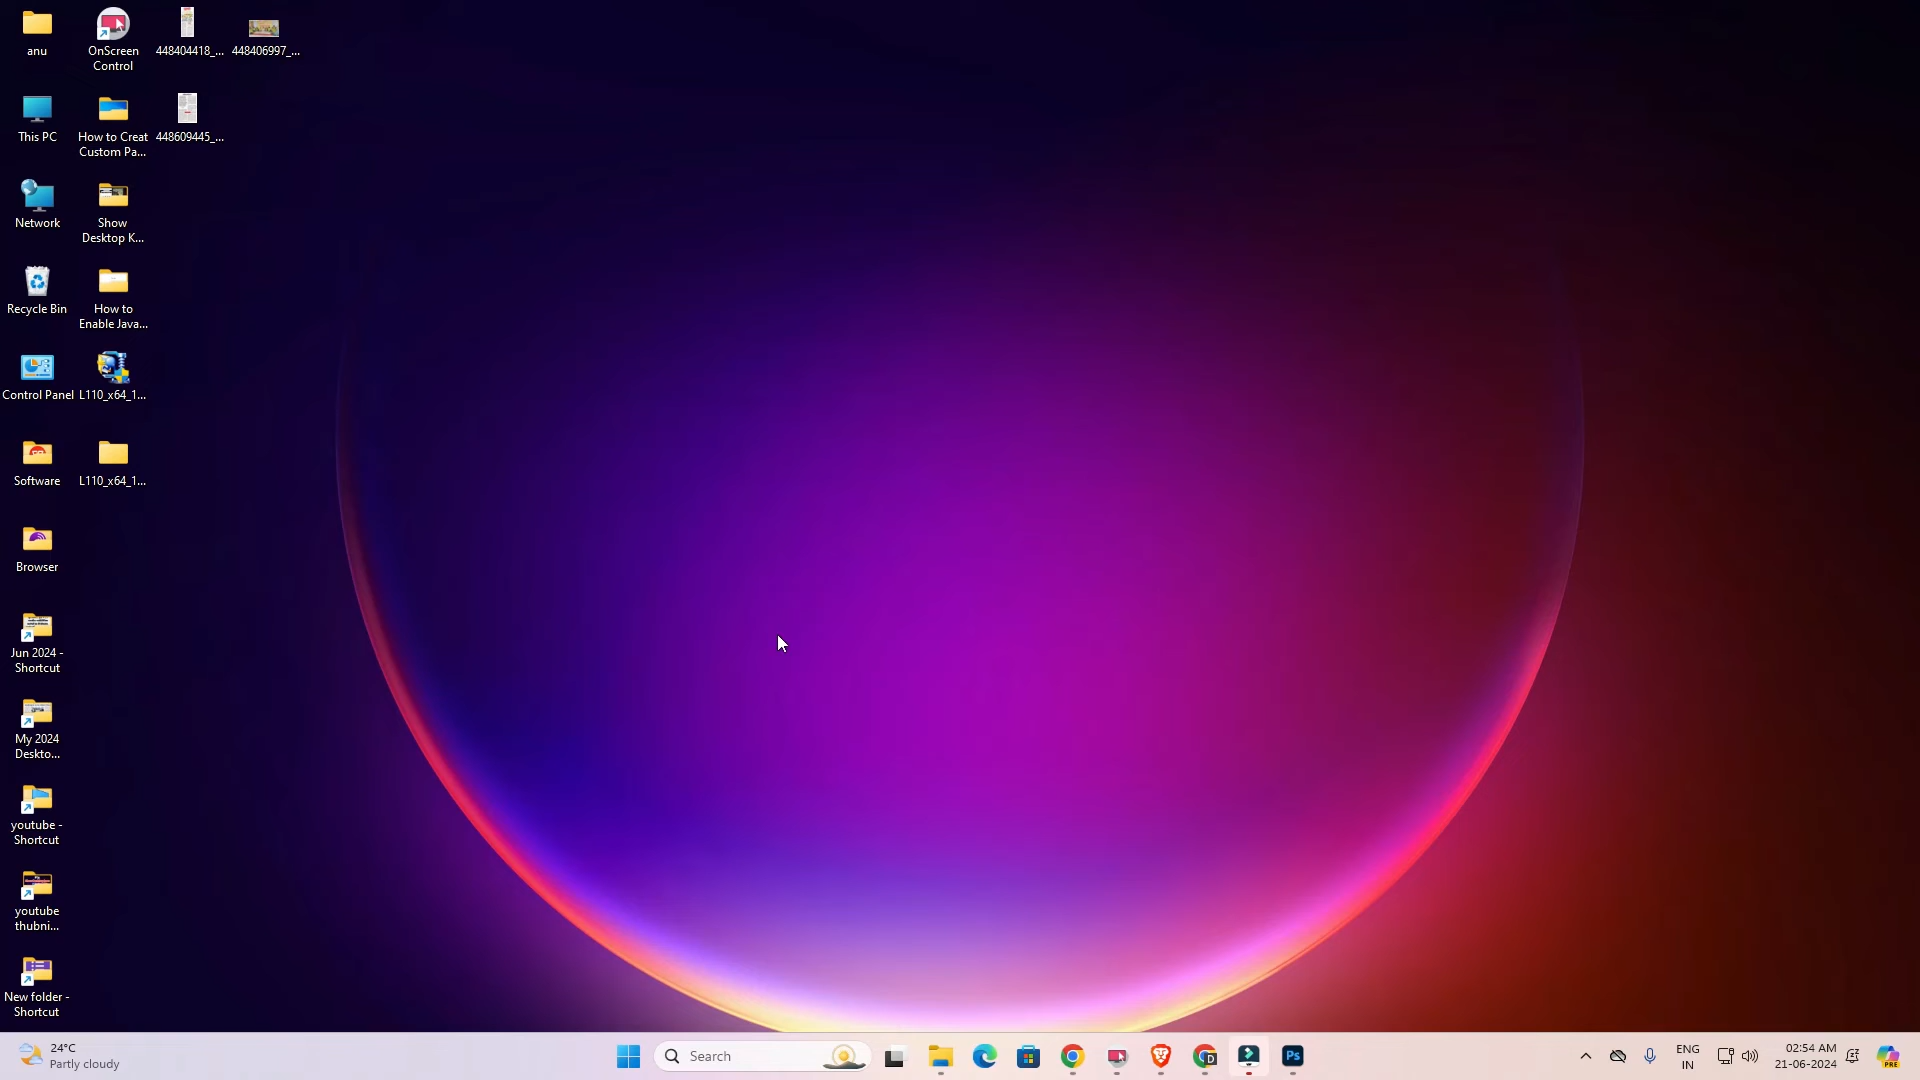 anu
OnScreen
Control
448404418_...
448406997_...
This PC
How to Creat
Custom Pa...
448609445_...
Network
Show
Desktop K...
Recycle Bin
How to
Enable Java...
Control Panel
L110_x64_1...
Software
L110_x64_1...
Browser
Jun 2024 -
Shortcut
My 2024
Deskto...
youtube -
Shortcut
youtube
thubni...
New folder -
Shortcut
24°C
Partly cloudy
Search
D
Ps
ENG
IN
02:54 AM
21-06-2024
PRE